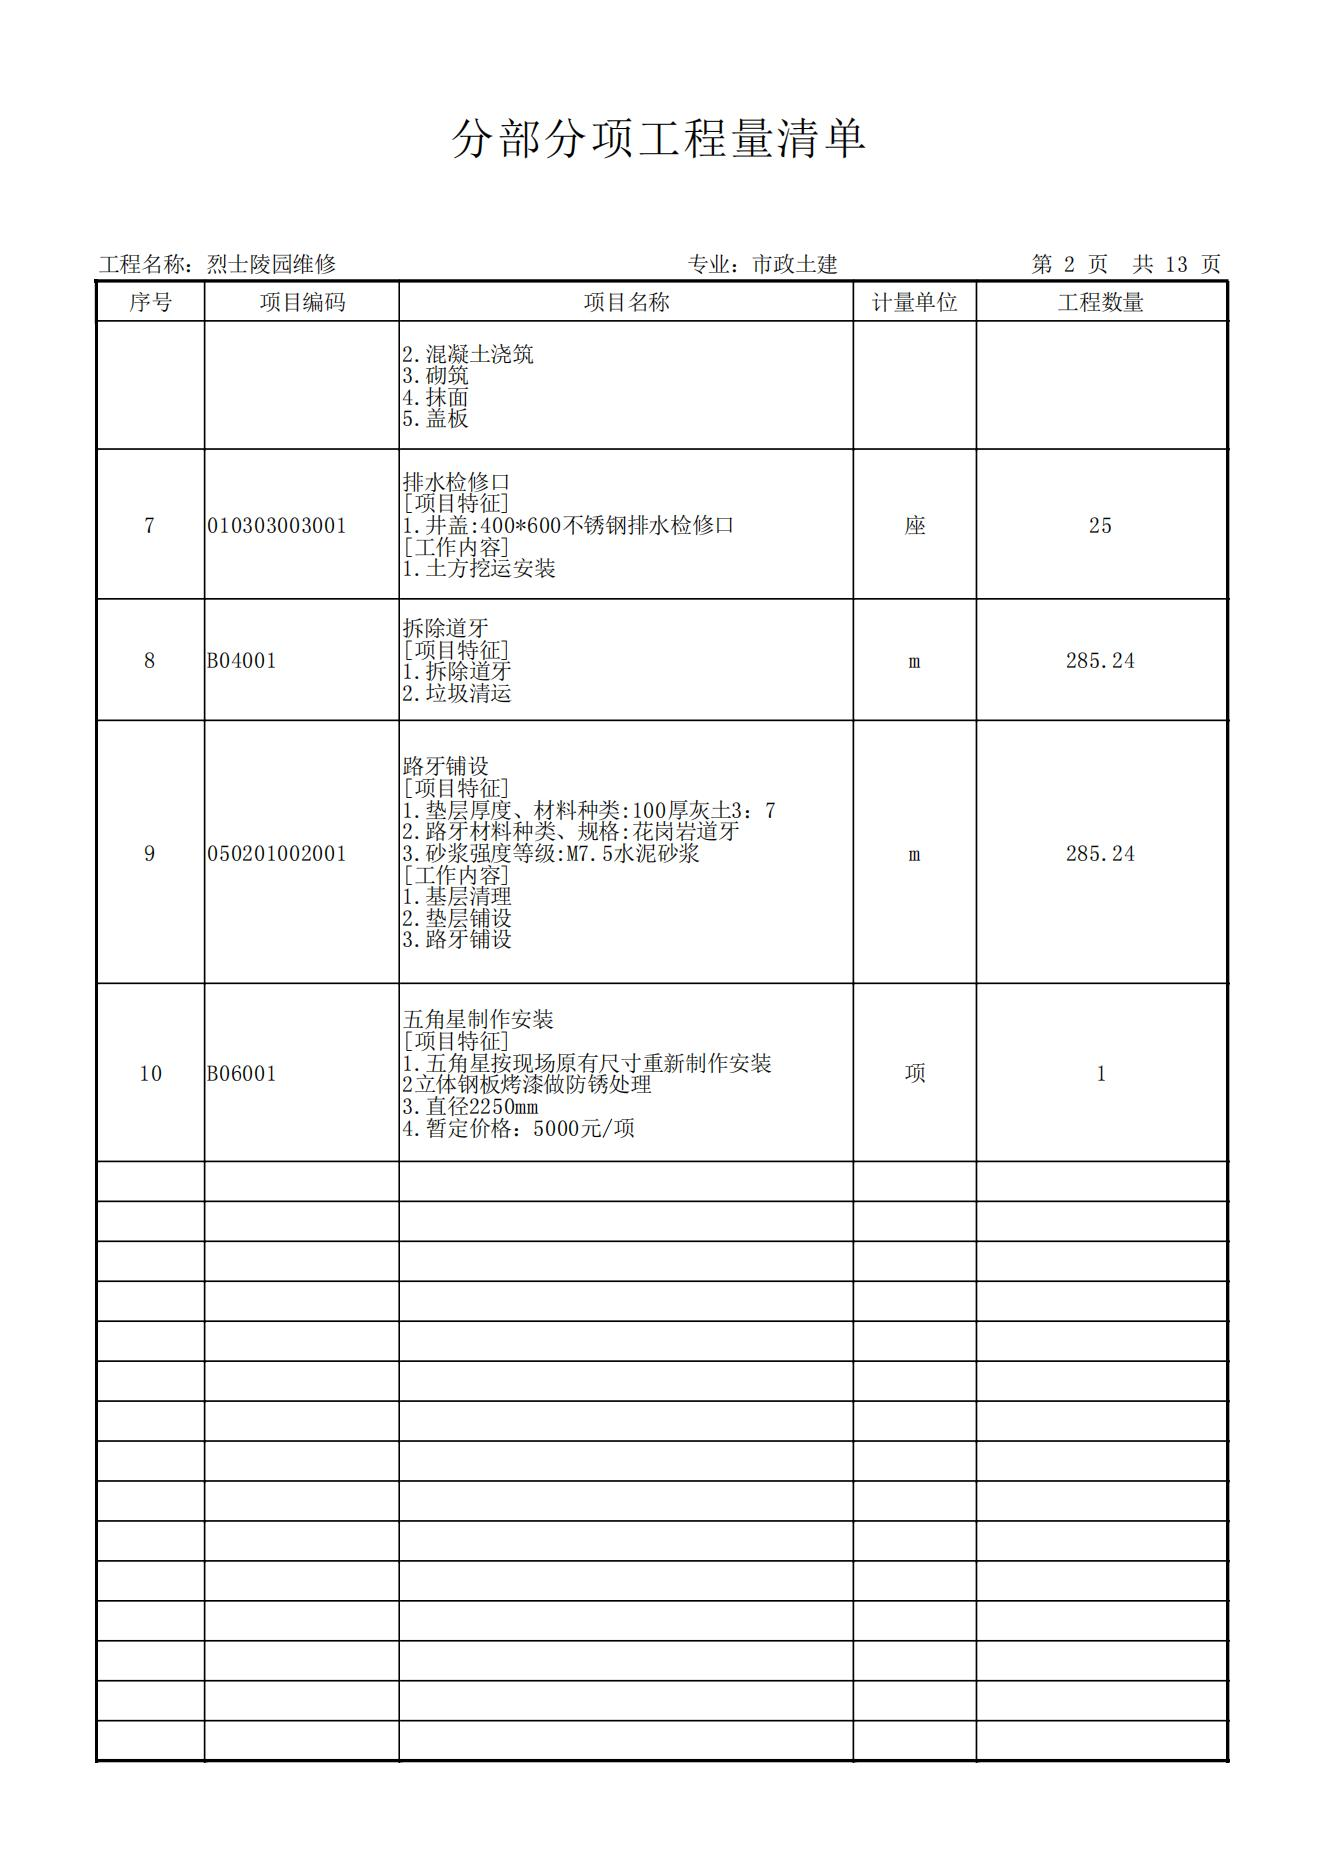 分部分项工程量清单
工程名称：烈士陵园维修 专业：市政土建 第 2 页 共 13 页
序号 项目编码 项目名称 计量单位 工程数量
2.混凝土浇筑
3.砌筑
4.抹面
5.盖板
排水检修口
[项目特征]
7 010303003001 1.井盖:400*600不锈钢排水检修口 座 25
[工作内容]
1.土方挖运安装
拆除道牙
[项目特征]
8 B04001 1.拆除道牙 m 285.24
2.垃圾清运
路牙铺设
[项目特征]
1.垫层厚度、材料种类:100厚灰土3：7
2.路牙材料种类、规格:花岗岩道牙
9 050201002001 3.砂浆强度等级:M7.5水泥砂浆 m 285.24
[工作内容]
1.基层清理
2.垫层铺设
3.路牙铺设
五角星制作安装
[项目特征]
1.五角星按现场原有尺寸重新制作安装
10 B06001 2立体钢板烤漆做防锈处理 项 1
3.直径2250mm
4.暂定价格：5000元/项